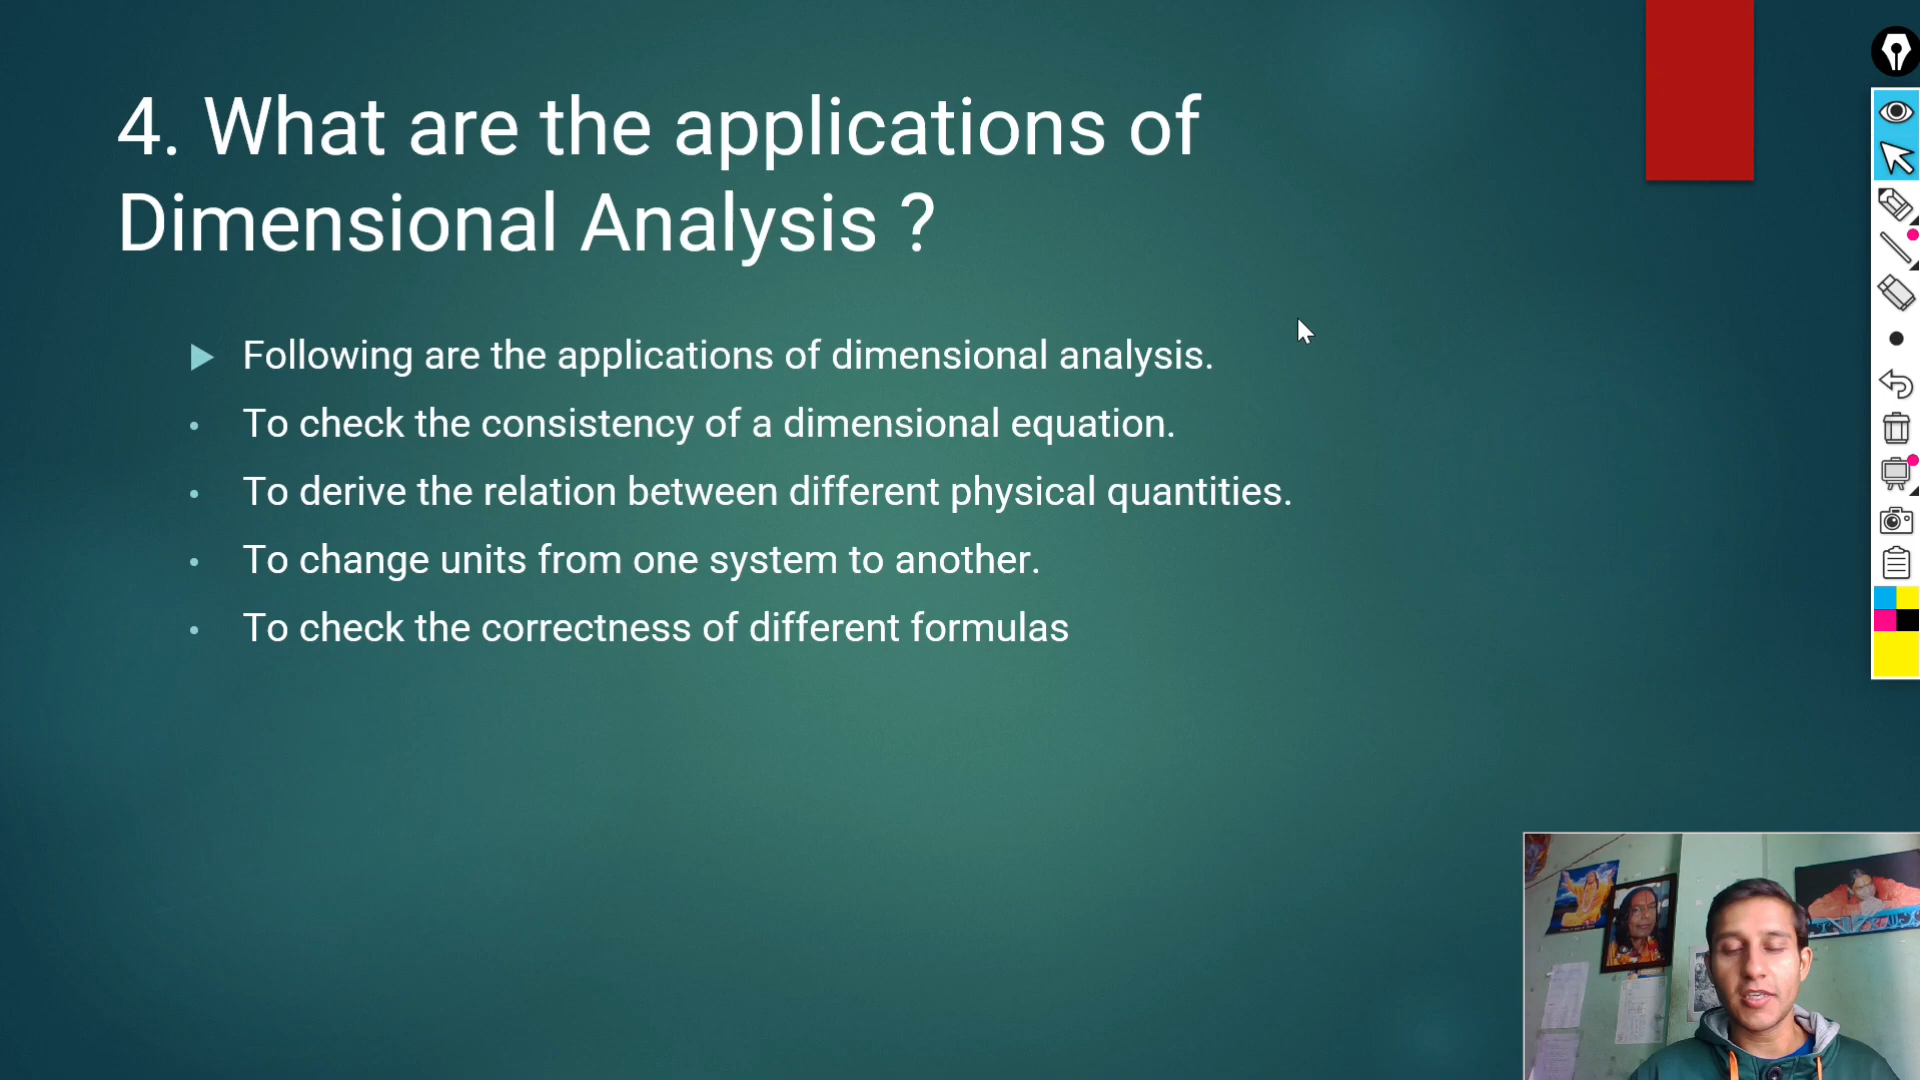 4. What are the applications of
Dimensional Analysis ?
Following are the applications of dimensional analysis.
To check the consistency of a dimensional equation.
To derive the relation between different physical quantities.
To change units from one system to another.
To check the correctness of different formulas